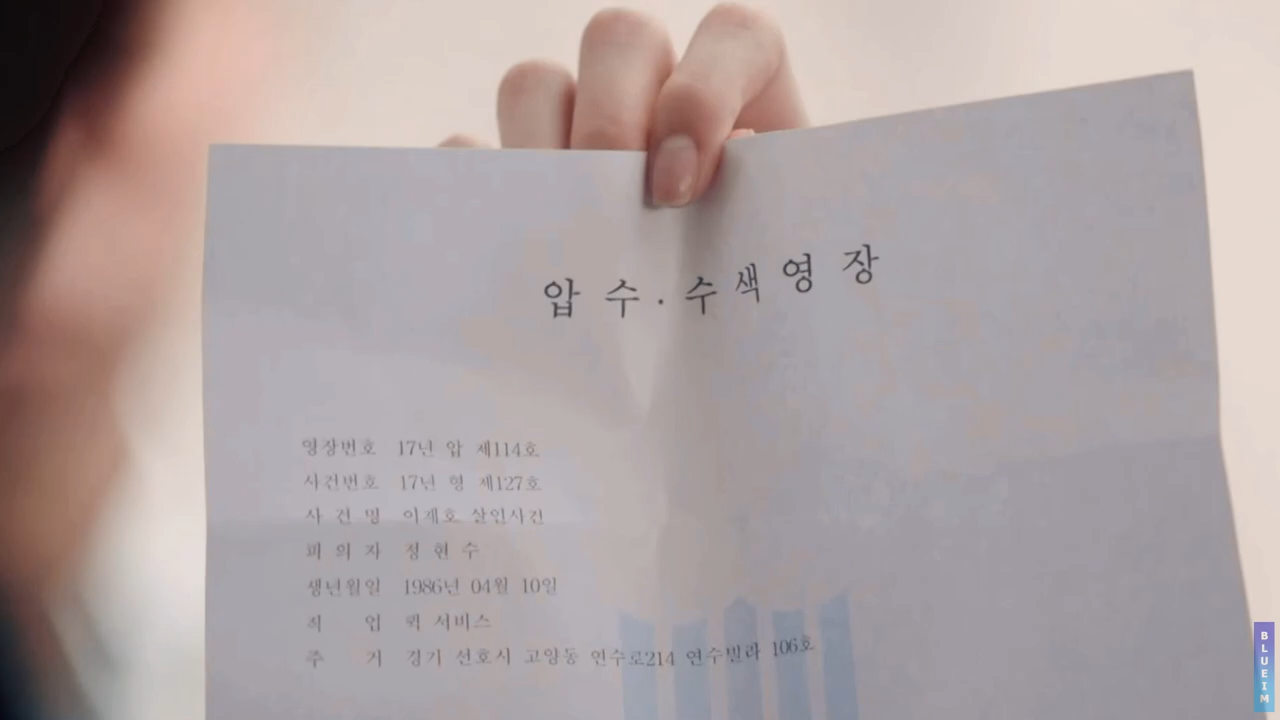 압 수 · 수 색 영 장
영장번호 17년 압 제114호
사건번호 17년 형 제127호
사 건 명 이재호 살인사건
피 의 자 정 현 수
생년월일 1986년 04월 10일
직 업 퀵 서비스
주 거 경기 선호시 고양동 연수로214 연수빌라 106호
BLUEIM